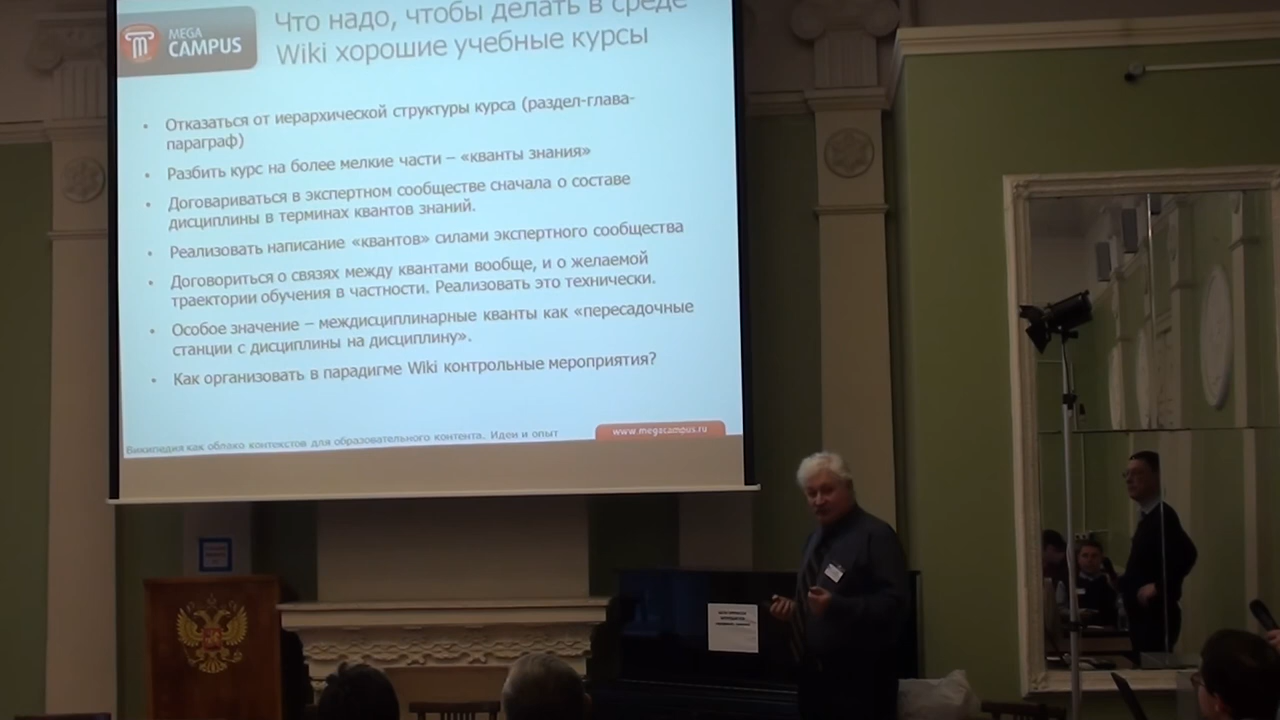 MEGA
CAMPUS
Что надо, чтобы делать в среде
Wiki хорошие учебные курсы
• Отказаться от иерархической структуры курса (раздел-глава-
параграф)
• Разбить курс на более мелкие части – «кванты знания»
• Договариваться в экспертном сообществе сначала о составе
дисциплины в терминах квантов знаний.
• Реализовать написание «квантов» силами экспертного сообщества
• Договориться о связях между квантами вообще, и о желаемой
траектории обучения в частности. Реализовать это технически.
• Особое значение – междисциплинарные кванты как «пересадочные
станции с дисциплины на дисциплину».
• Как организовать в парадигме Wiki контрольные мероприятия?
Википедия как облако контекстов для образовательного контента. Идеи и опыт
www.megacampus.ru